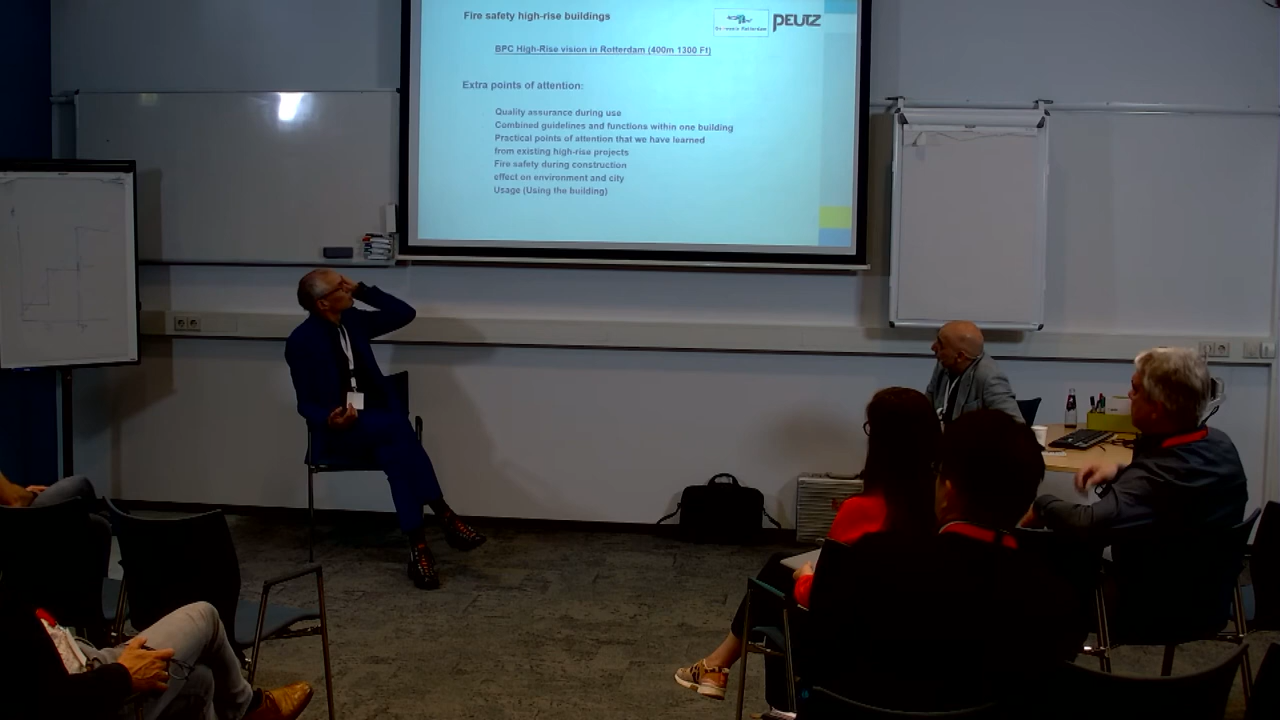 Fire safety high-rise buildings
PEUTZ
BPC High-Rise vision in Rotterdam (400m 1300 Ft)
Extra points of attention:
Quality assurance during use
Combined guidelines and functions within one building
Practical points of attention that we have learned
from existing high-rise projects
Fire safety during construction
effect on environment and city
Usage (Using the building)